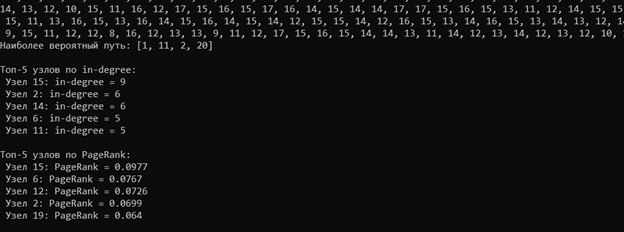 14, 13, 12, 10, 15, 11, 16, 12, 17, 15, 16, 15, 17, 16, 14, 15, 14, 14, 17, 17, 15, 16, 15, 13, 11, 12, 14, 15, 15
15, 11, 13, 16, 15, 13, 16, 14, 15, 16, 14, 15, 14, 12, 15, 15, 15, 14, 12, 16, 15, 13, 14, 16, 15, 13, 14, 13, 12, 14
9, 15, 11, 12, 12, 8, 16, 12, 13, 13, 9, 11, 12, 17, 15, 16, 15, 14, 14, 13, 11, 14, 12, 14, 13, 12, 13, 12, 10,
Наиболее вероятный путь: [1, 11, 2, 20]
Топ-5 узлов по in-degree:
Узел 15: in-degree = 9
Узел 2: in-degree = 6
Узел 14: in-degree = 6
Узел 6: in-degree = 5
Узел 11: in-degree = 5
Топ-5 узлов по PageRank:
Узел 15: PageRank = 0.0977
Узел 6: PageRank = 0.0767
Узел 12: PageRank = 0.0726
Узел 2: PageRank = 0.0699
Узел 19: PageRank = 0.064